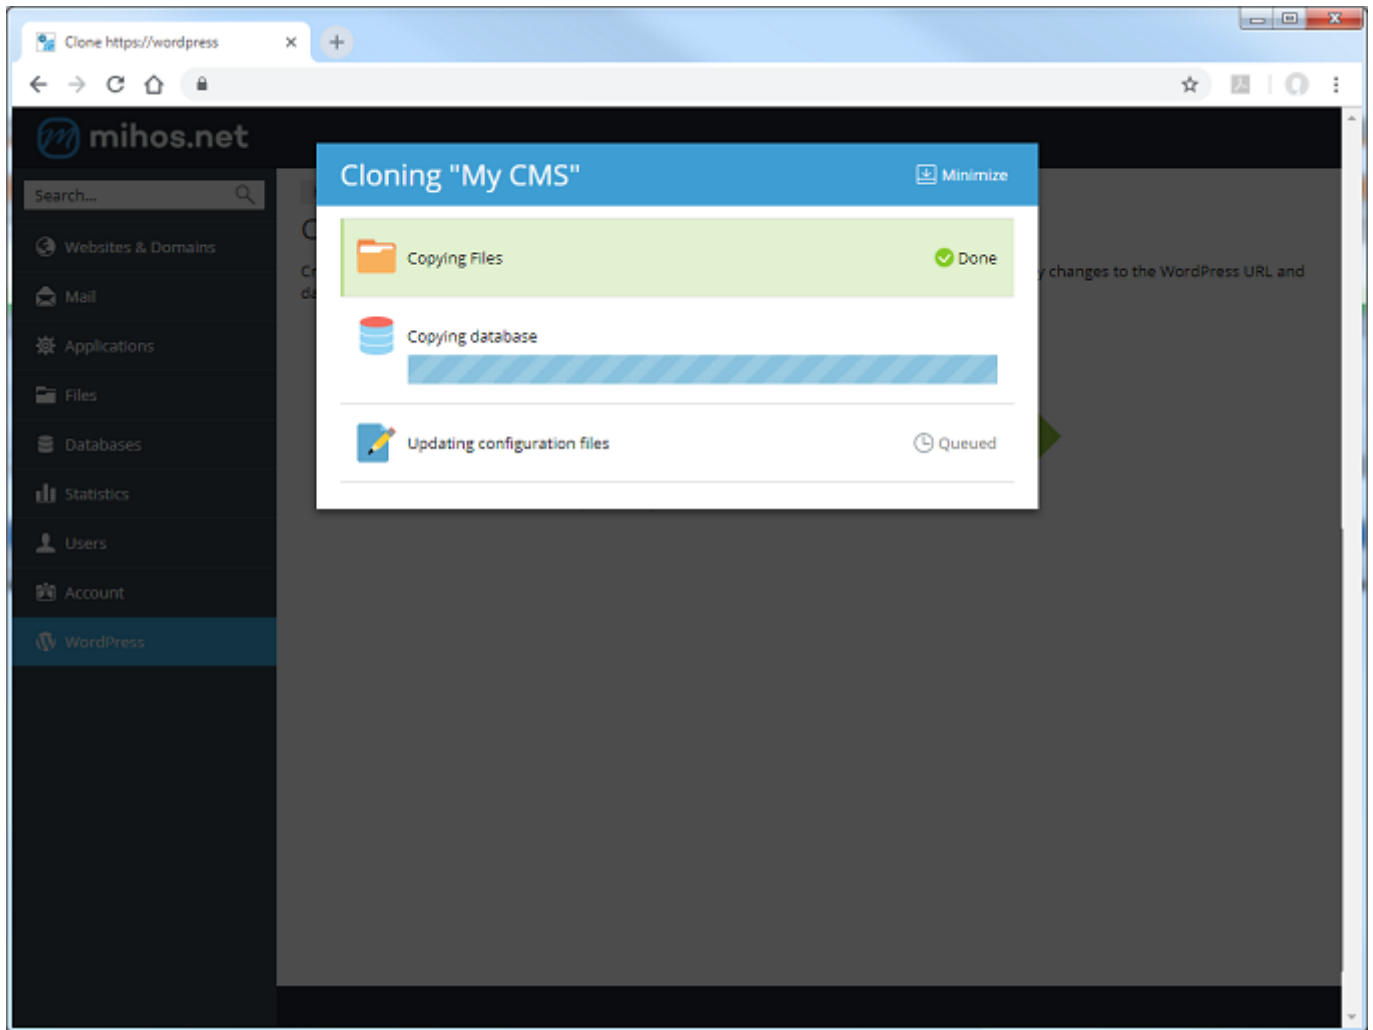 Clone https://wordpress
mihos.net
Cloning "My CMS"
Minimize
Search...
Copying Files
Done
Websites & Domains
y changes to the WordPress URL and
Mail
Copying database
Applications
Files
Updating configuration files
Queued
Databases
Statistics
Users
Account
WordPress